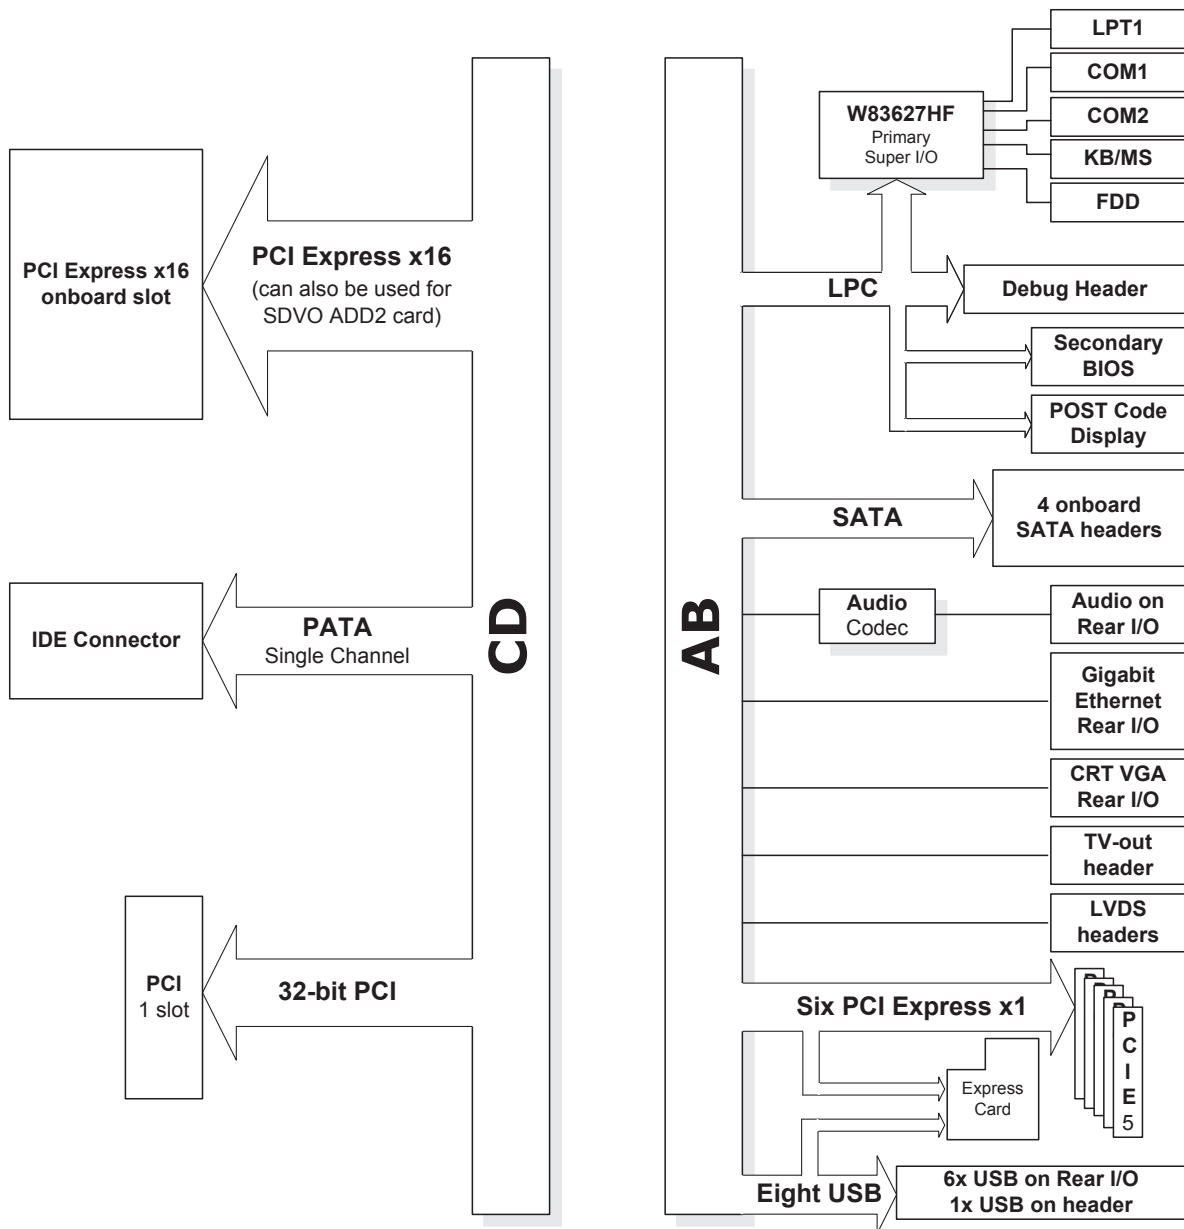 PCI Express x16
onboard slot
PCI Express x16
(can also be used for
SDVO ADD2 card)
IDE Connector
PATA
Single Channel
PCI
1 slot
32-bit PCI
CD
AB
W83627HF
Primary
Super I/O
LPT1
COM1
COM2
KB/MS
FDD
LPC
Debug Header
Secondary
BIOS
POST Code
Display
SATA
4 onboard
SATA headers
Audio
Codec
Audio on
Rear I/O
Gigabit
Ethernet
Rear I/O
CRT VGA
Rear I/O
TV-out
header
LVDS
headers
Six PCI Express x1
P
C
I
E
5
Express
Card
Eight USB
6x USB on Rear I/O
1x USB on header